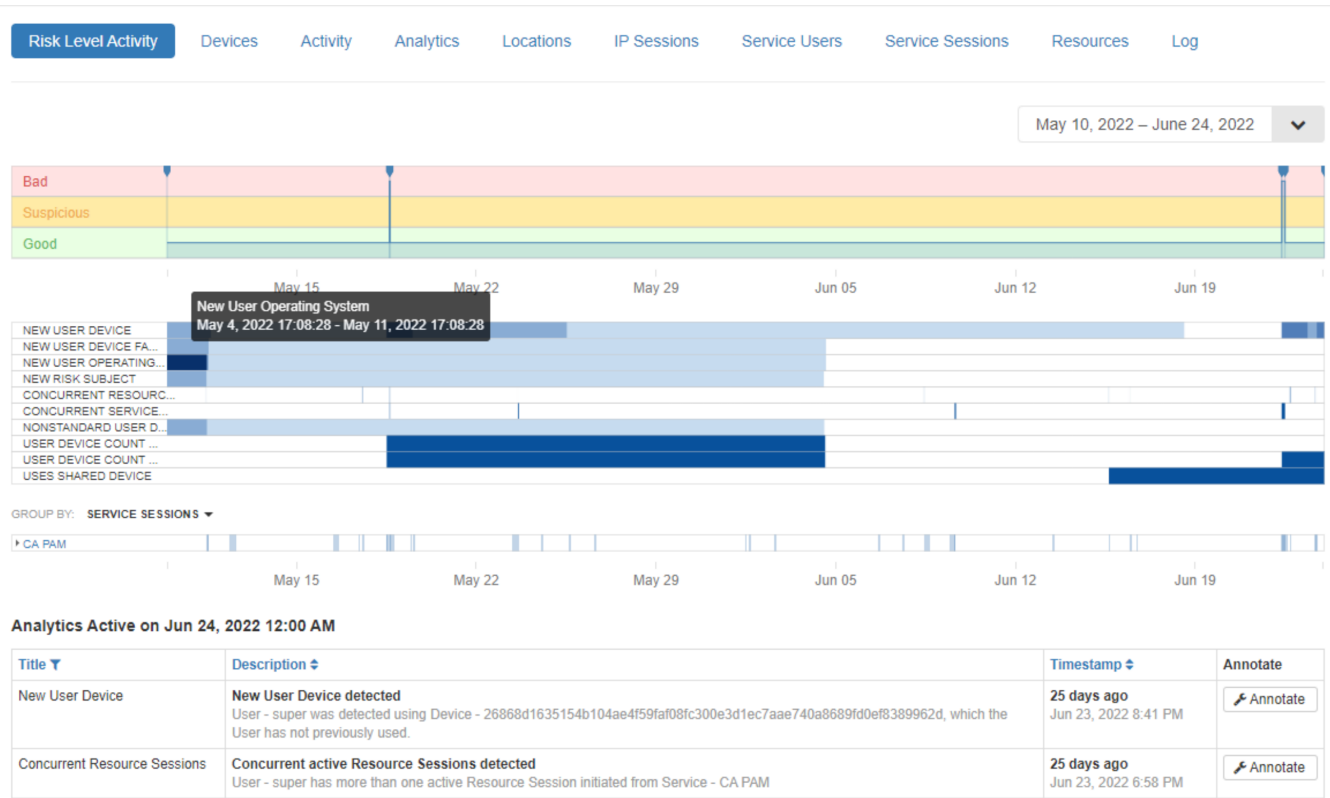 Risk Level Activity Devices Activity Analytics Locations IP Sessions Service Users Service Sessions Resources Log
May 10, 2022 – June 24, 2022
Bad
Suspicious
Good
May 15 May 22 May 29 Jun 05 Jun 12 Jun 19
New User Operating System
May 4, 2022 17:08:28 - May 11, 2022 17:08:28
NEW USER DEVICE
NEW USER DEVICE FA...
NEW USER OPERATING...
NEW RISK SUBJECT
CONCURRENT RESOURC...
CONCURRENT SERVICE...
NONSTANDARD USER D...
USER DEVICE COUNT ...
USER DEVICE COUNT ...
USES SHARED DEVICE
GROUP BY: SERVICE SESSIONS
CA PAM
May 15 May 22 May 29 Jun 05 Jun 12 Jun 19
Analytics Active on Jun 24, 2022 12:00 AM
Title Description Timestamp Annotate
New User Device New User Device detected 25 days ago Annotate
User - super was detected using Device - 26868d1635154b104ae4f59faf08fc300e3d1ec7aae740a8689fd0ef8389962d, which the Jun 23, 2022 8:41 PM
User has not previously used.
Concurrent Resource Sessions Concurrent active Resource Sessions detected 25 days ago Annotate
User - super has more than one active Resource Session initiated from Service - CA PAM Jun 23, 2022 6:58 PM